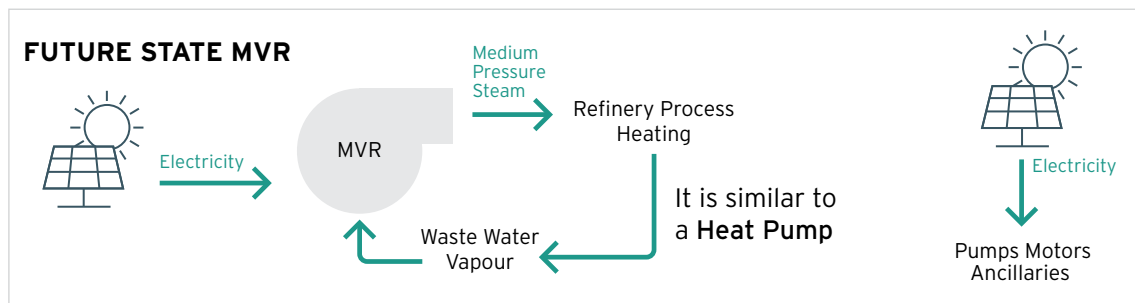 FUTURE STATE MVR
Electricity
MVR
Medium
Pressure
Steam
Refinery Process
Heating
Waste Water
Vapour
It is similar to
a Heat Pump
Electricity
Pumps Motors
Ancillaries